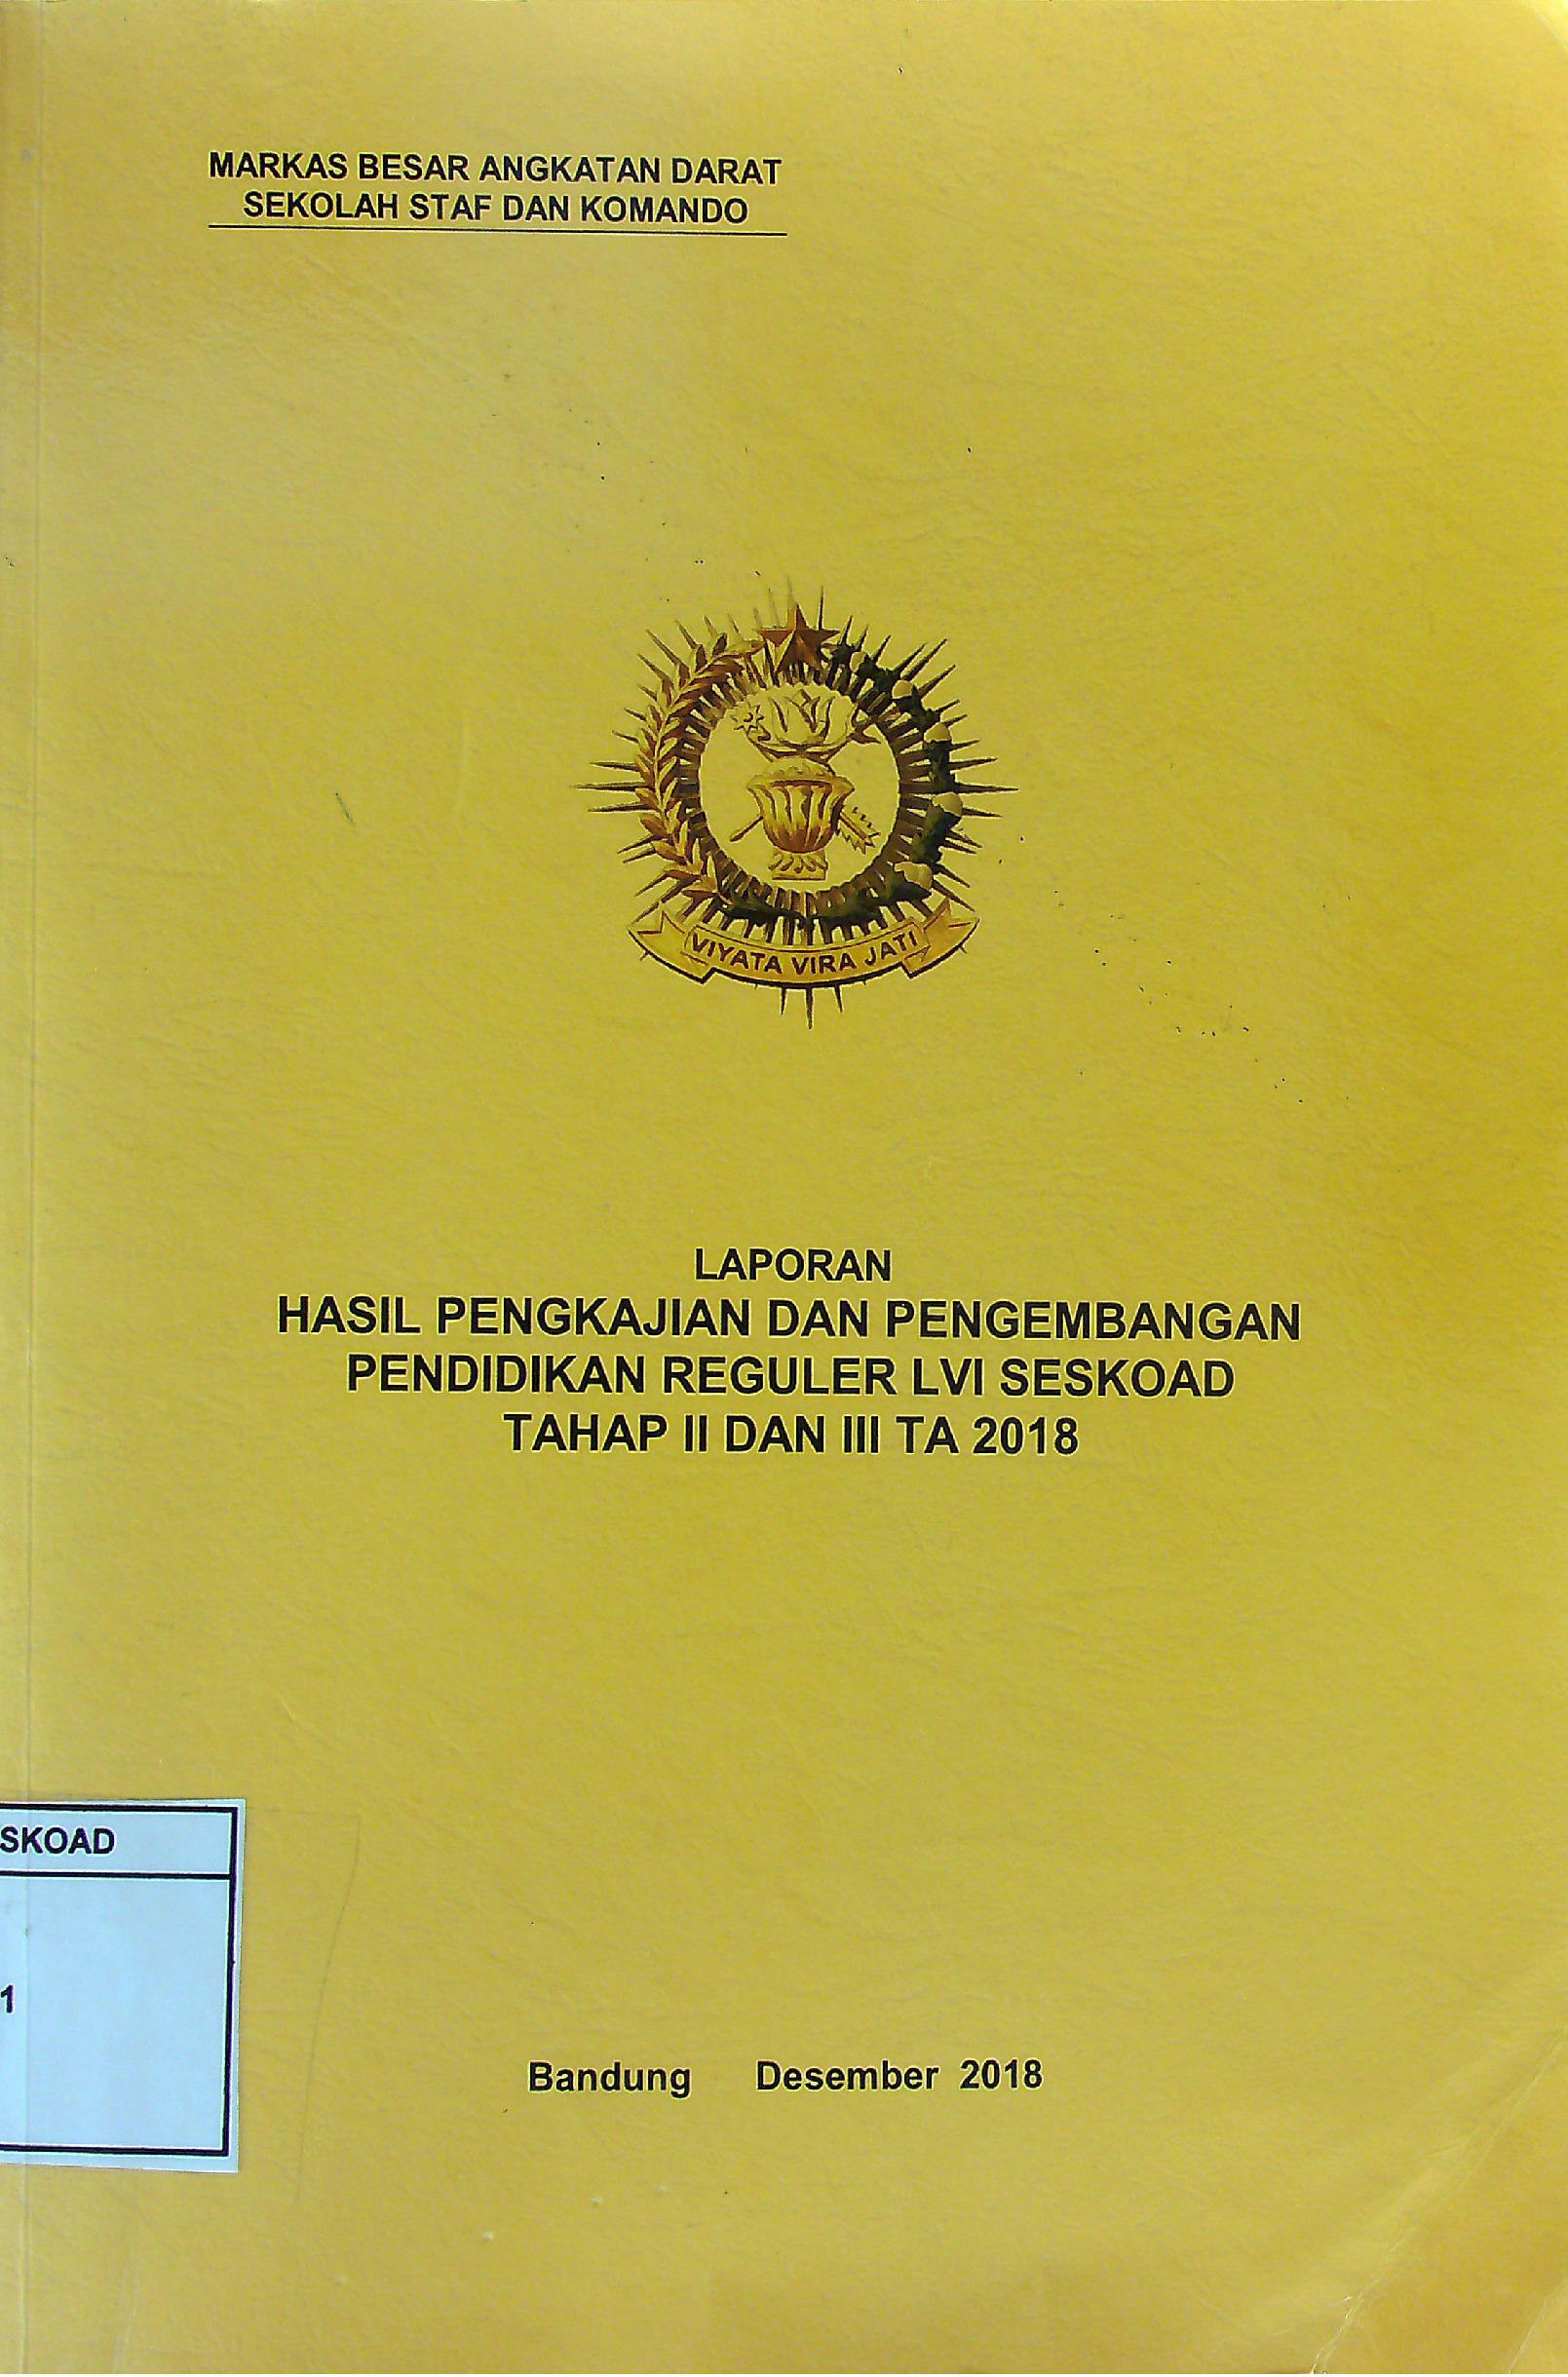 MARKAS BESAR ANGKATAN DARAT
SEKOLAH STAF DAN KOMANDO
VIYATA VIRA JATI
LAPORAN
HASIL PENGKAJIAN DAN PENGEMBANGAN
PENDIDIKAN REGULER LVI SESKOAD
TAHAP II DAN III TA 2018
SKOAD
1
Bandung Desember 2018